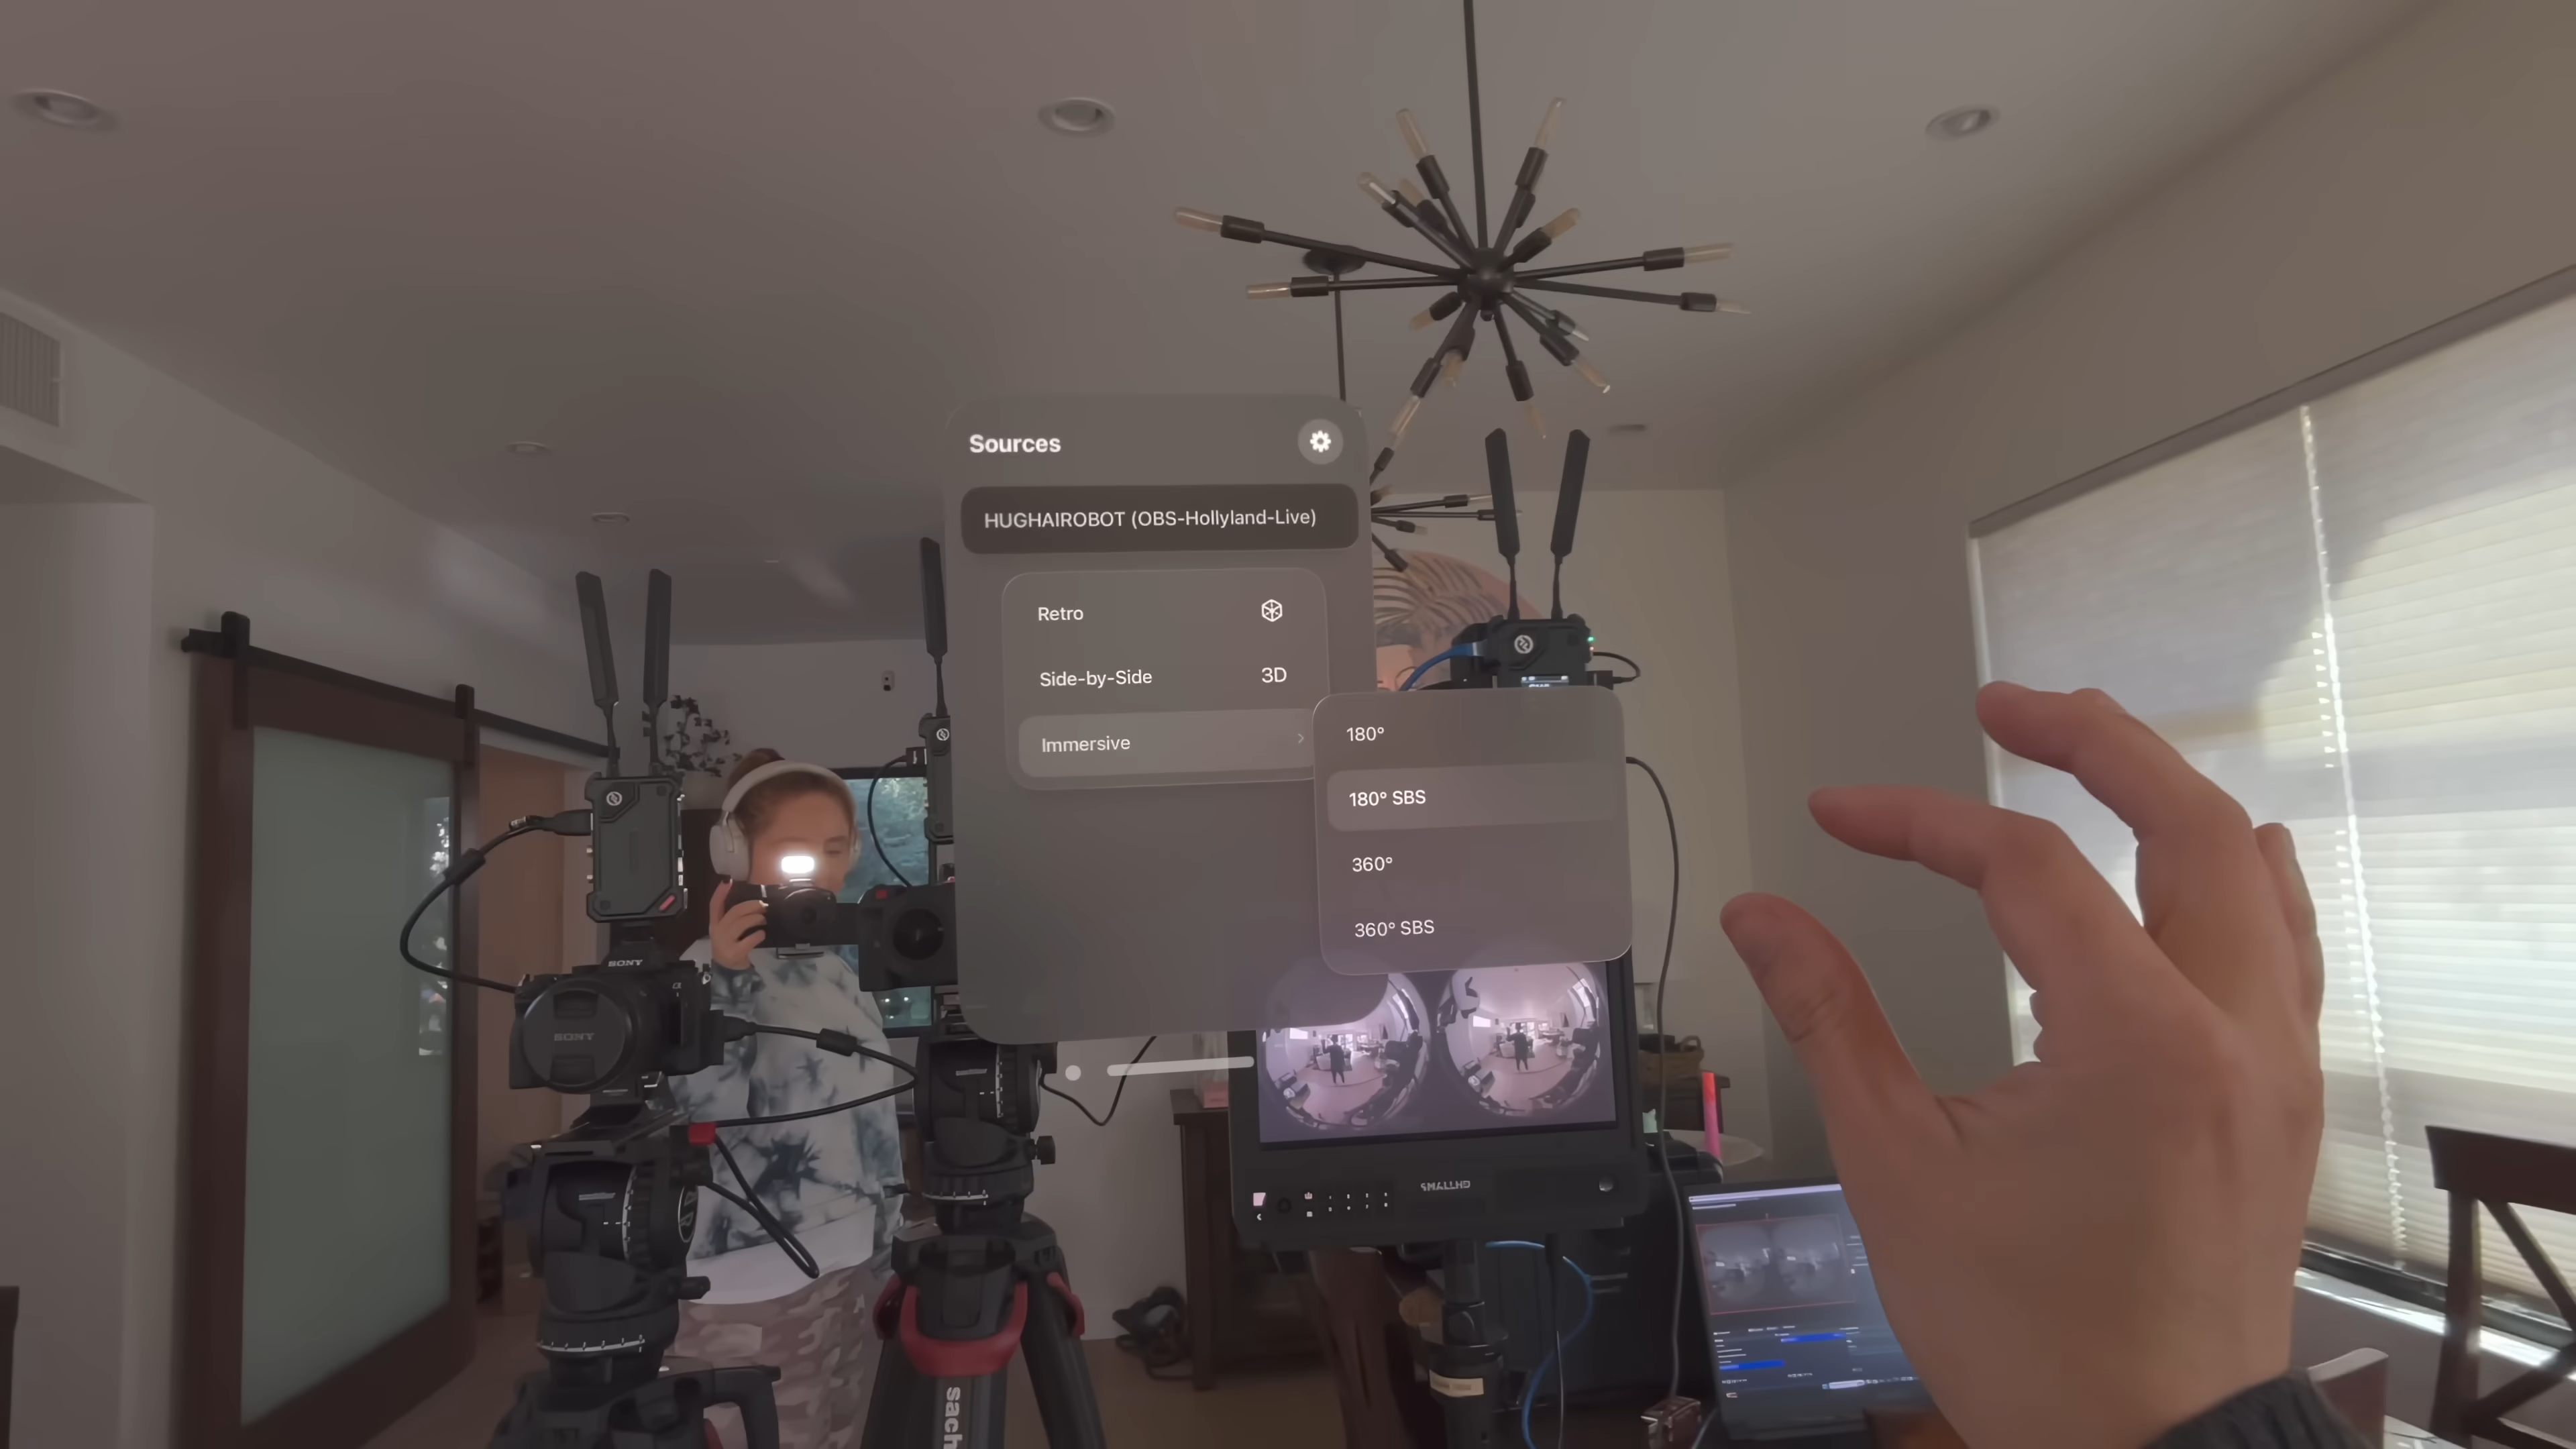 Sources
HUGHAIROBOT (OBS-Hollyland-Live)
Retro
Side-by-Side 3D
Immersive
180°
180° SBS
360°
360° SBS
SONY
SONY
SMALLHD
sach